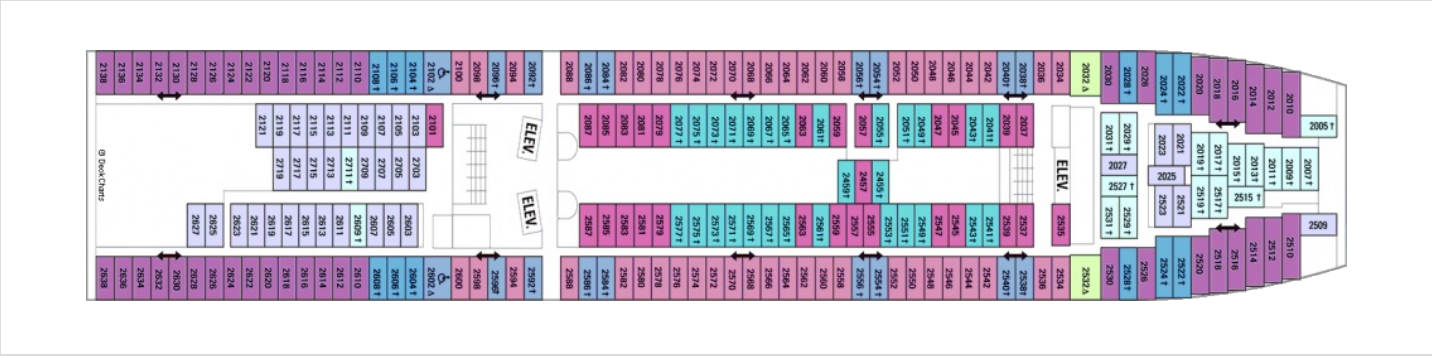 2138 2136 2134 2132 2130 2128 2126 2124 2122 2120 2118 2116 2114 2112 2110 2108† 2106† 2104† 2102 2100 2098 2096† 2094 2092† 2088 2086† 2084† 2082 2080 2078 2076 2074 2072 2070 2068 2066 2064 2062 2060 2058 2056† 2054† 2052 2050 2048 2046 2044 2042 2040† 2038† 2036 2034 2032 2030 2028† 2026 2024† 2022† 2020 2018 2016 2014 2012 2010
2005†
2121 2119 2117 2115 2113 2111 2109 2107 2105 2103 2101
ELEV.
2087 2085 2083 2081 2079 2077† 2075† 2073† 2071† 2069† 2067† 2065† 2063 2061† 2059 2057 2055† 2051† 2049† 2047 2045 2043† 2041† 2039 2037
2031† 2029† 2023 2021 2019† 2017† 2015† 2013† 2011† 2009† 2007†
© Deck Charts
2719 2717 2715 2713 2711† 2709 2707 2705 2703
2459† 2457 2455†
ELEV.
2027
2025
2527 †
2627 2625 2623 2621 2619 2617 2615 2613 2611 2609† 2607 2605 2603
ELEV.
2587 2585 2583 2581 2579 2577† 2575† 2573† 2571† 2569† 2567† 2565† 2563 2561† 2559 2557 2555 2553† 2551† 2549† 2547 2545 2543† 2541† 2539 2537 2535
2531† 2529† 2523 2521 2519† 2517† 2515 †
2509
2638 2636 2634 2632 2630 2628 2626 2624 2622 2620 2618 2616 2614 2612 2610 2608† 2606† 2604† 2602 2600 2598 2596† 2594 2592† 2588 2586† 2584† 2582 2580 2578 2576 2574 2572 2570 2568 2566 2564 2562 2560 2558 2556† 2554† 2552 2550 2548 2546 2544 2542 2540† 2538† 2536 2534 2532 2530 2528† 2526 2524† 2522† 2520 2518 2516 2514 2512 2510